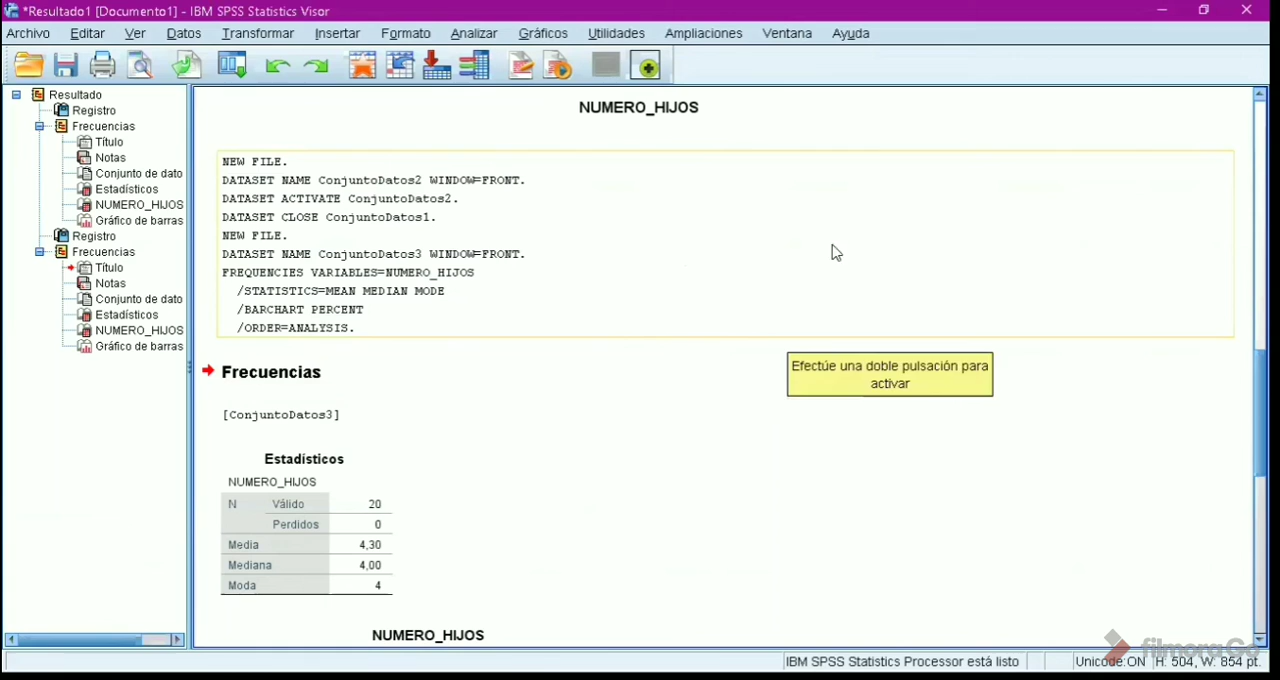 *Resultado1 [Documento1] - IBM SPSS Statistics Visor
Archivo Editar Ver Datos Transformar Insertar Formato Analizar Gráficos Utilidades Ampliaciones Ventana Ayuda
Resultado
Registro
Frecuencias
Título
Notas
Conjunto de dato
Estadísticos
NUMERO_HIJOS
Gráfico de barras
Registro
Frecuencias
Título
Notas
Conjunto de dato
Estadísticos
NUMERO_HIJOS
Gráfico de barras
NUMERO_HIJOS
NEW FILE.
DATASET NAME ConjuntoDatos2 WINDOW=FRONT.
DATASET ACTIVATE ConjuntoDatos2.
DATASET CLOSE ConjuntoDatos1.
NEW FILE.
DATASET NAME ConjuntoDatos3 WINDOW=FRONT.
FREQUENCIES VARIABLES=NUMERO_HIJOS
/STATISTICS=MEAN MEDIAN MODE
/BARCHART PERCENT
/ORDER=ANALYSIS.
Efectúe una doble pulsación para
activar
Frecuencias
[ConjuntoDatos3]
Estadísticos
NUMERO_HIJOS
N Válido 20
Perdidos 0
Media 4,30
Mediana 4,00
Moda 4
NUMERO_HIJOS
filmoraGo
IBM SPSS Statistics Processor está listo Unicode:ON H: 504, W: 854 pt.